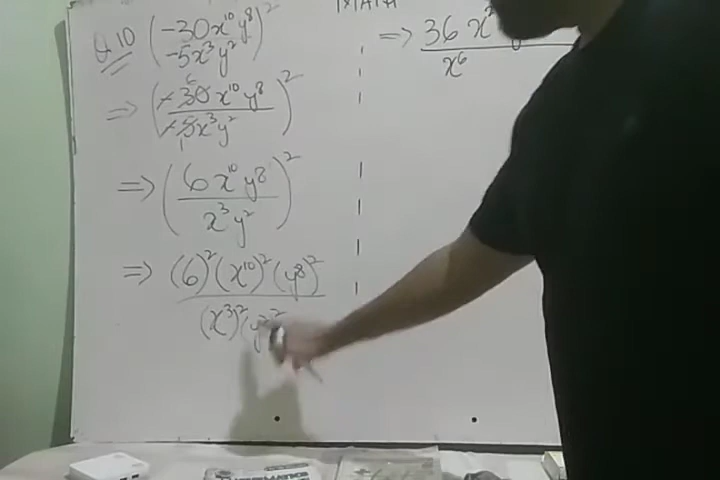 Q.10 (-30x¹⁰y⁸ / -5x³y²)²
=> (-30x¹⁰y⁸ / -5x³y²)²
=> (6x¹⁰y⁸ / x³y²)²
=> (6)²(x¹⁰)²(y⁸)² / (x³)²(y²)²
=> 36 x / x⁶